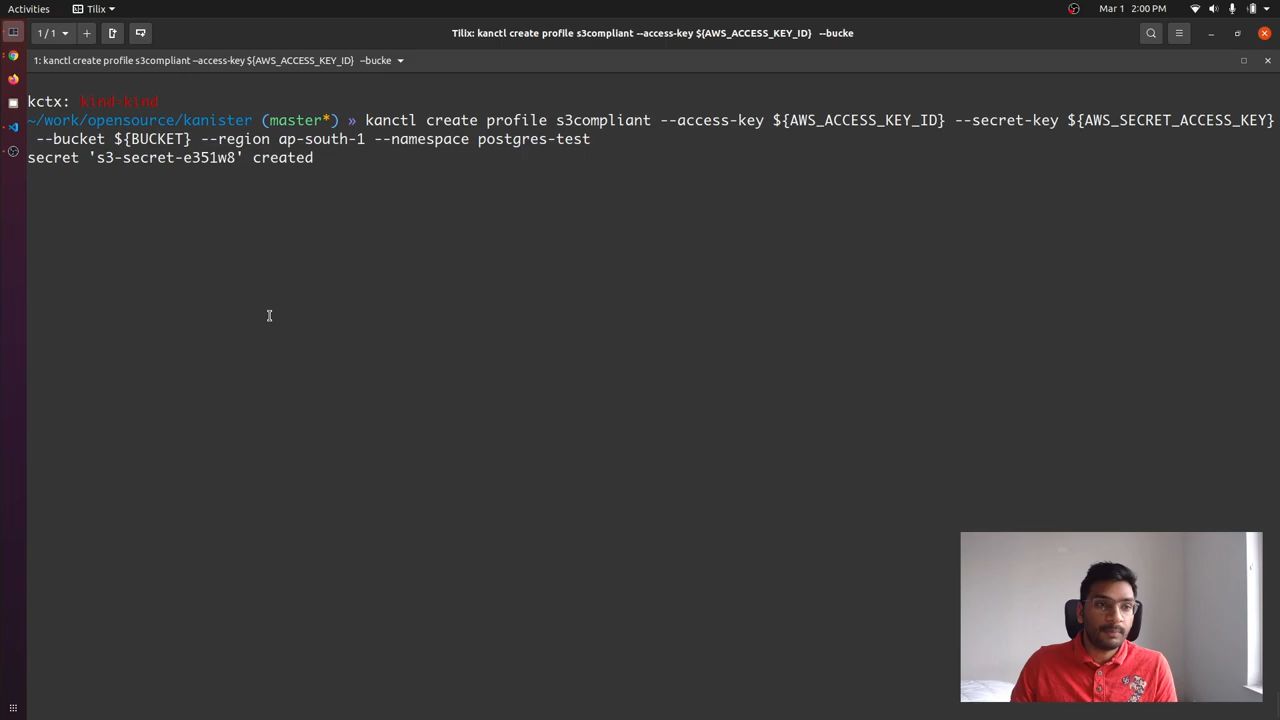 Activities
Tilix
Mar 1 2:00 PM
1 / 1
Tilix: kanctl create profile s3compliant --access-key ${AWS_ACCESS_KEY_ID} --bucke
1: kanctl create profile s3compliant --access-key ${AWS_ACCESS_KEY_ID} --bucke
kctx: kind-kind
~/work/opensource/kanister (master*) » kanctl create profile s3compliant --access-key ${AWS_ACCESS_KEY_ID} --secret-key ${AWS_SECRET_ACCESS_KEY}
--bucket ${BUCKET} --region ap-south-1 --namespace postgres-test
secret 's3-secret-e351w8' created